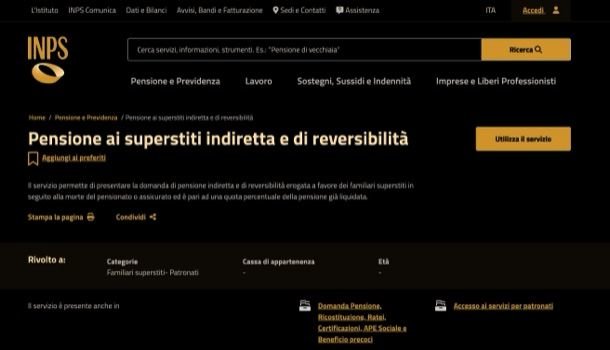 L'Istituto INPS Comunica Dati e Bilanci Avvisi, Bandi e Fatturazione Sedi e Contatti Assistenza ITA Accedi
INPS
Cerca servizi, informazioni, strumenti. Es.: "Pensione di vecchiaia" Ricerca
Pensione e Previdenza Lavoro Sostegni, Sussidi e Indennità Imprese e Liberi Professionisti
Home / Pensione e Previdenza / Pensione ai superstiti indiretta e di reversibilità
Pensione ai superstiti indiretta e di reversibilità
Utilizza il servizio
Aggiungi ai preferiti
Il servizio permette di presentare la domanda di pensione indiretta e di reversibilità erogata a favore dei familiari superstiti in
seguito alla morte del pensionato o assicurato ed è pari ad una quota percentuale della pensione già liquidata.
Stampa la pagina Condividi
Rivolto a: Categorie Cassa di appartenenza Età
Familiari superstiti- Patronati - -
Il servizio è presente anche in Domanda Pensione, Accesso ai servizi per patronati
Ricostituzione, Ratei,
Certificazioni, APE Sociale e
Beneficio precoci